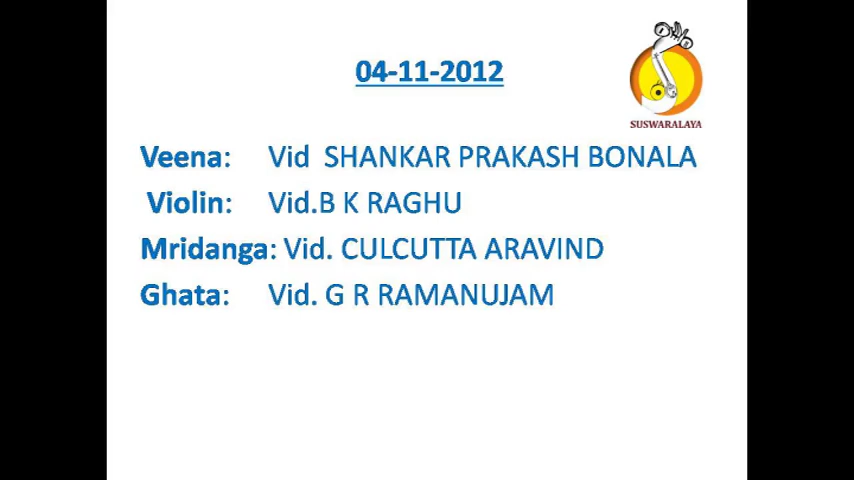 04-11-2012
SUSWARALAYA
Veena: Vid SHANKAR PRAKASH BONALA
Violin: Vid.B K RAGHU
Mridanga: Vid. CULCUTTA ARAVIND
Ghata: Vid. G R RAMANUJAM